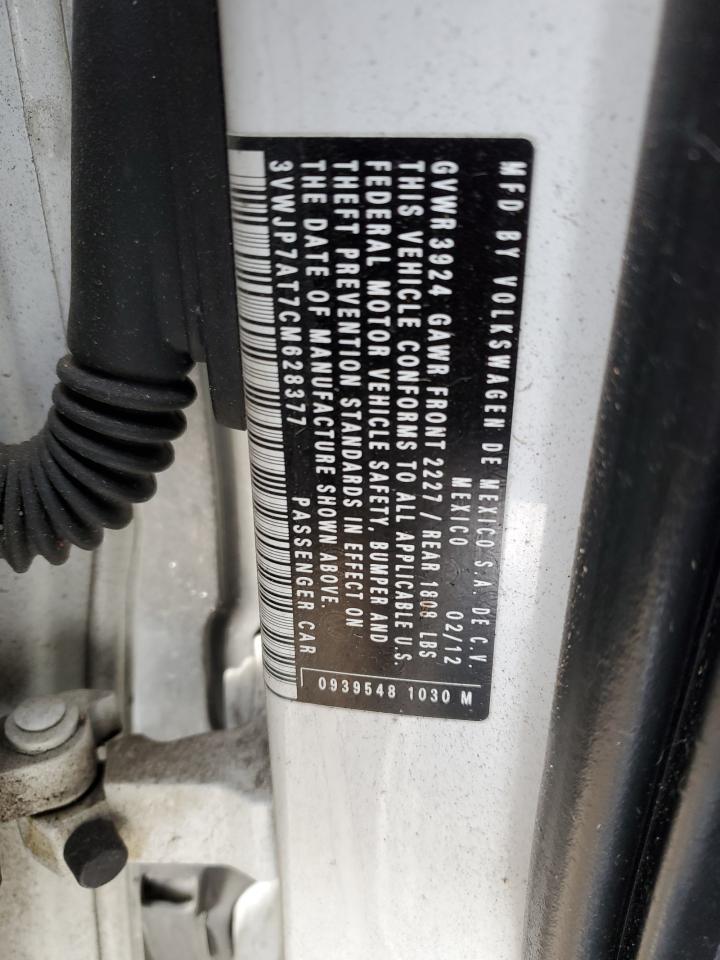 MFD BY VOLKSWAGEN DE MEXICO S.A. DE C.V.
MEXICO 02/12
GVWR 3924 GAWR FRONT 2227 / REAR 1808 LBS
THIS VEHICLE CONFORMS TO ALL APPLICABLE U.S.
FEDERAL MOTOR VEHICLE SAFETY, BUMPER AND
THEFT PREVENTION STANDARDS IN EFFECT ON
THE DATE OF MANUFACTURE SHOWN ABOVE.
3VWJP7AT7CM628377 PASSENGER CAR
0939548 1030 M